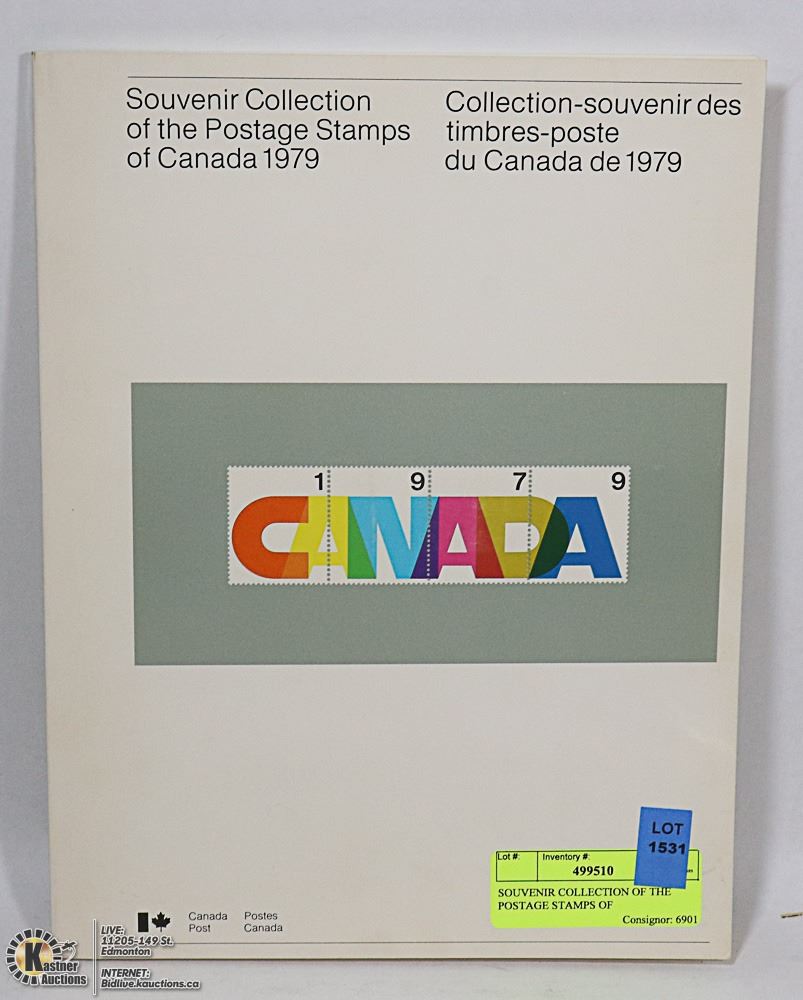 Souvenir Collection
of the Postage Stamps
of Canada 1979
Collection-souvenir des
timbres-poste
du Canada de 1979
1 9 7 9
CANADA
LOT
1531
Lot #: Inventory #:
499510
SOUVENIR COLLECTION OF THE
POSTAGE STAMPS OF
Consignor: 6901
Canada
Post
Postes
Canada
Kastner
Auctions
LIVE:
11205-149 St.
Edmonton
INTERNET:
Bidlive.kauctions.ca